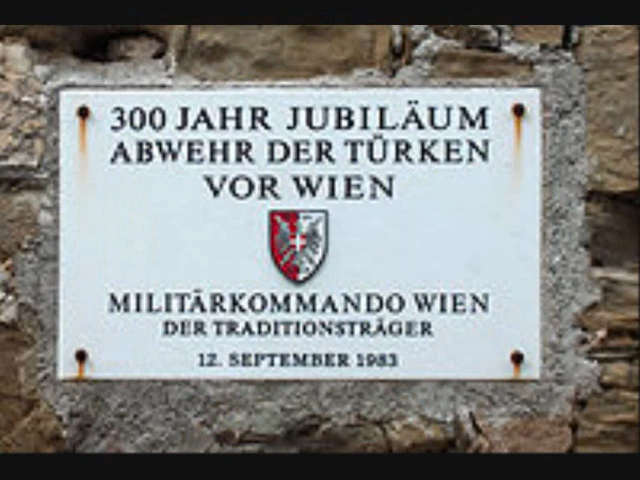 300 JAHR JUBILÄUM
ABWEHR DER TÜRKEN
VOR WIEN
MILITÄRKOMMANDO WIEN
DER TRADITIONSTRÄGER
12. SEPTEMBER 1983